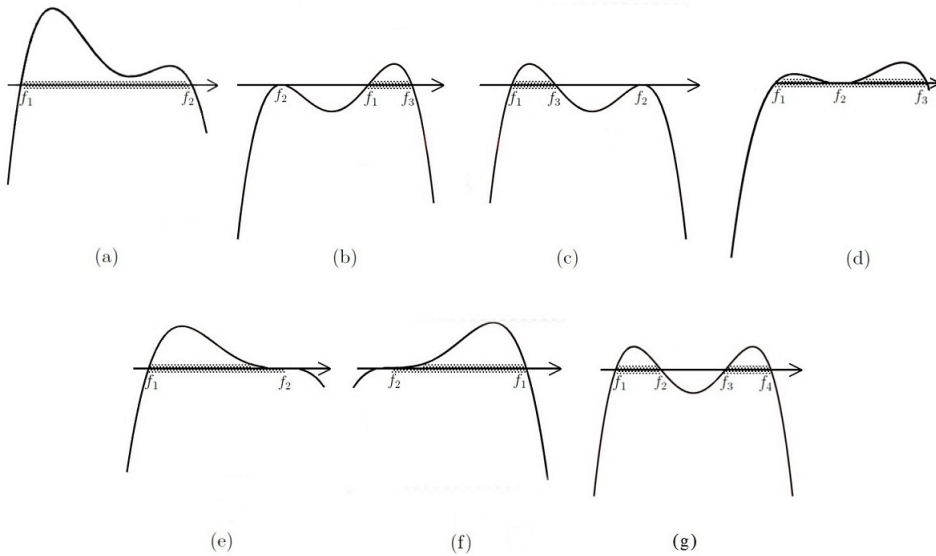 f₁ f₂
f₂ f₁ f₃
f₁ f₃ f₂
f₁ f₂ f₃
(a) (b) (c) (d)
f₁ f₂
f₂ f₁
f₁ f₂ f₃ f₄
(e) (f) (g)